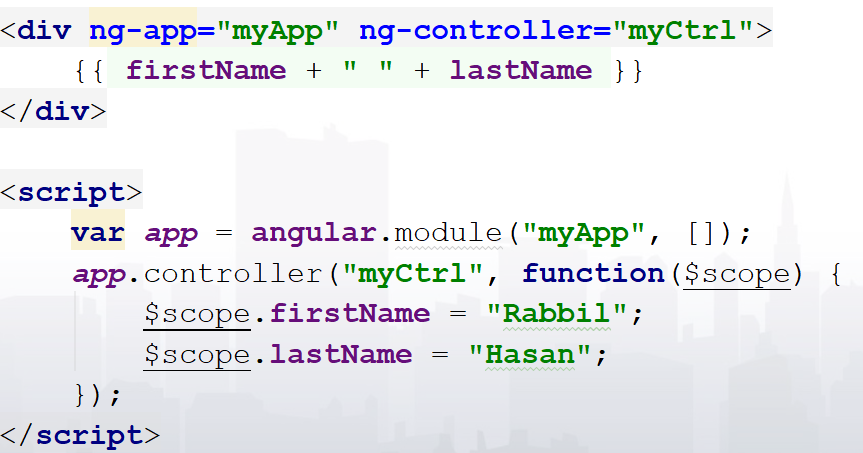 <div ng-app="myApp" ng-controller="myCtrl">
    {{ firstName + " " + lastName }}
</div>

<script>
    var app = angular.module("myApp", []);
    app.controller("myCtrl", function($scope) {
        $scope.firstName = "Rabbil";
        $scope.lastName = "Hasan";
    });
</script>